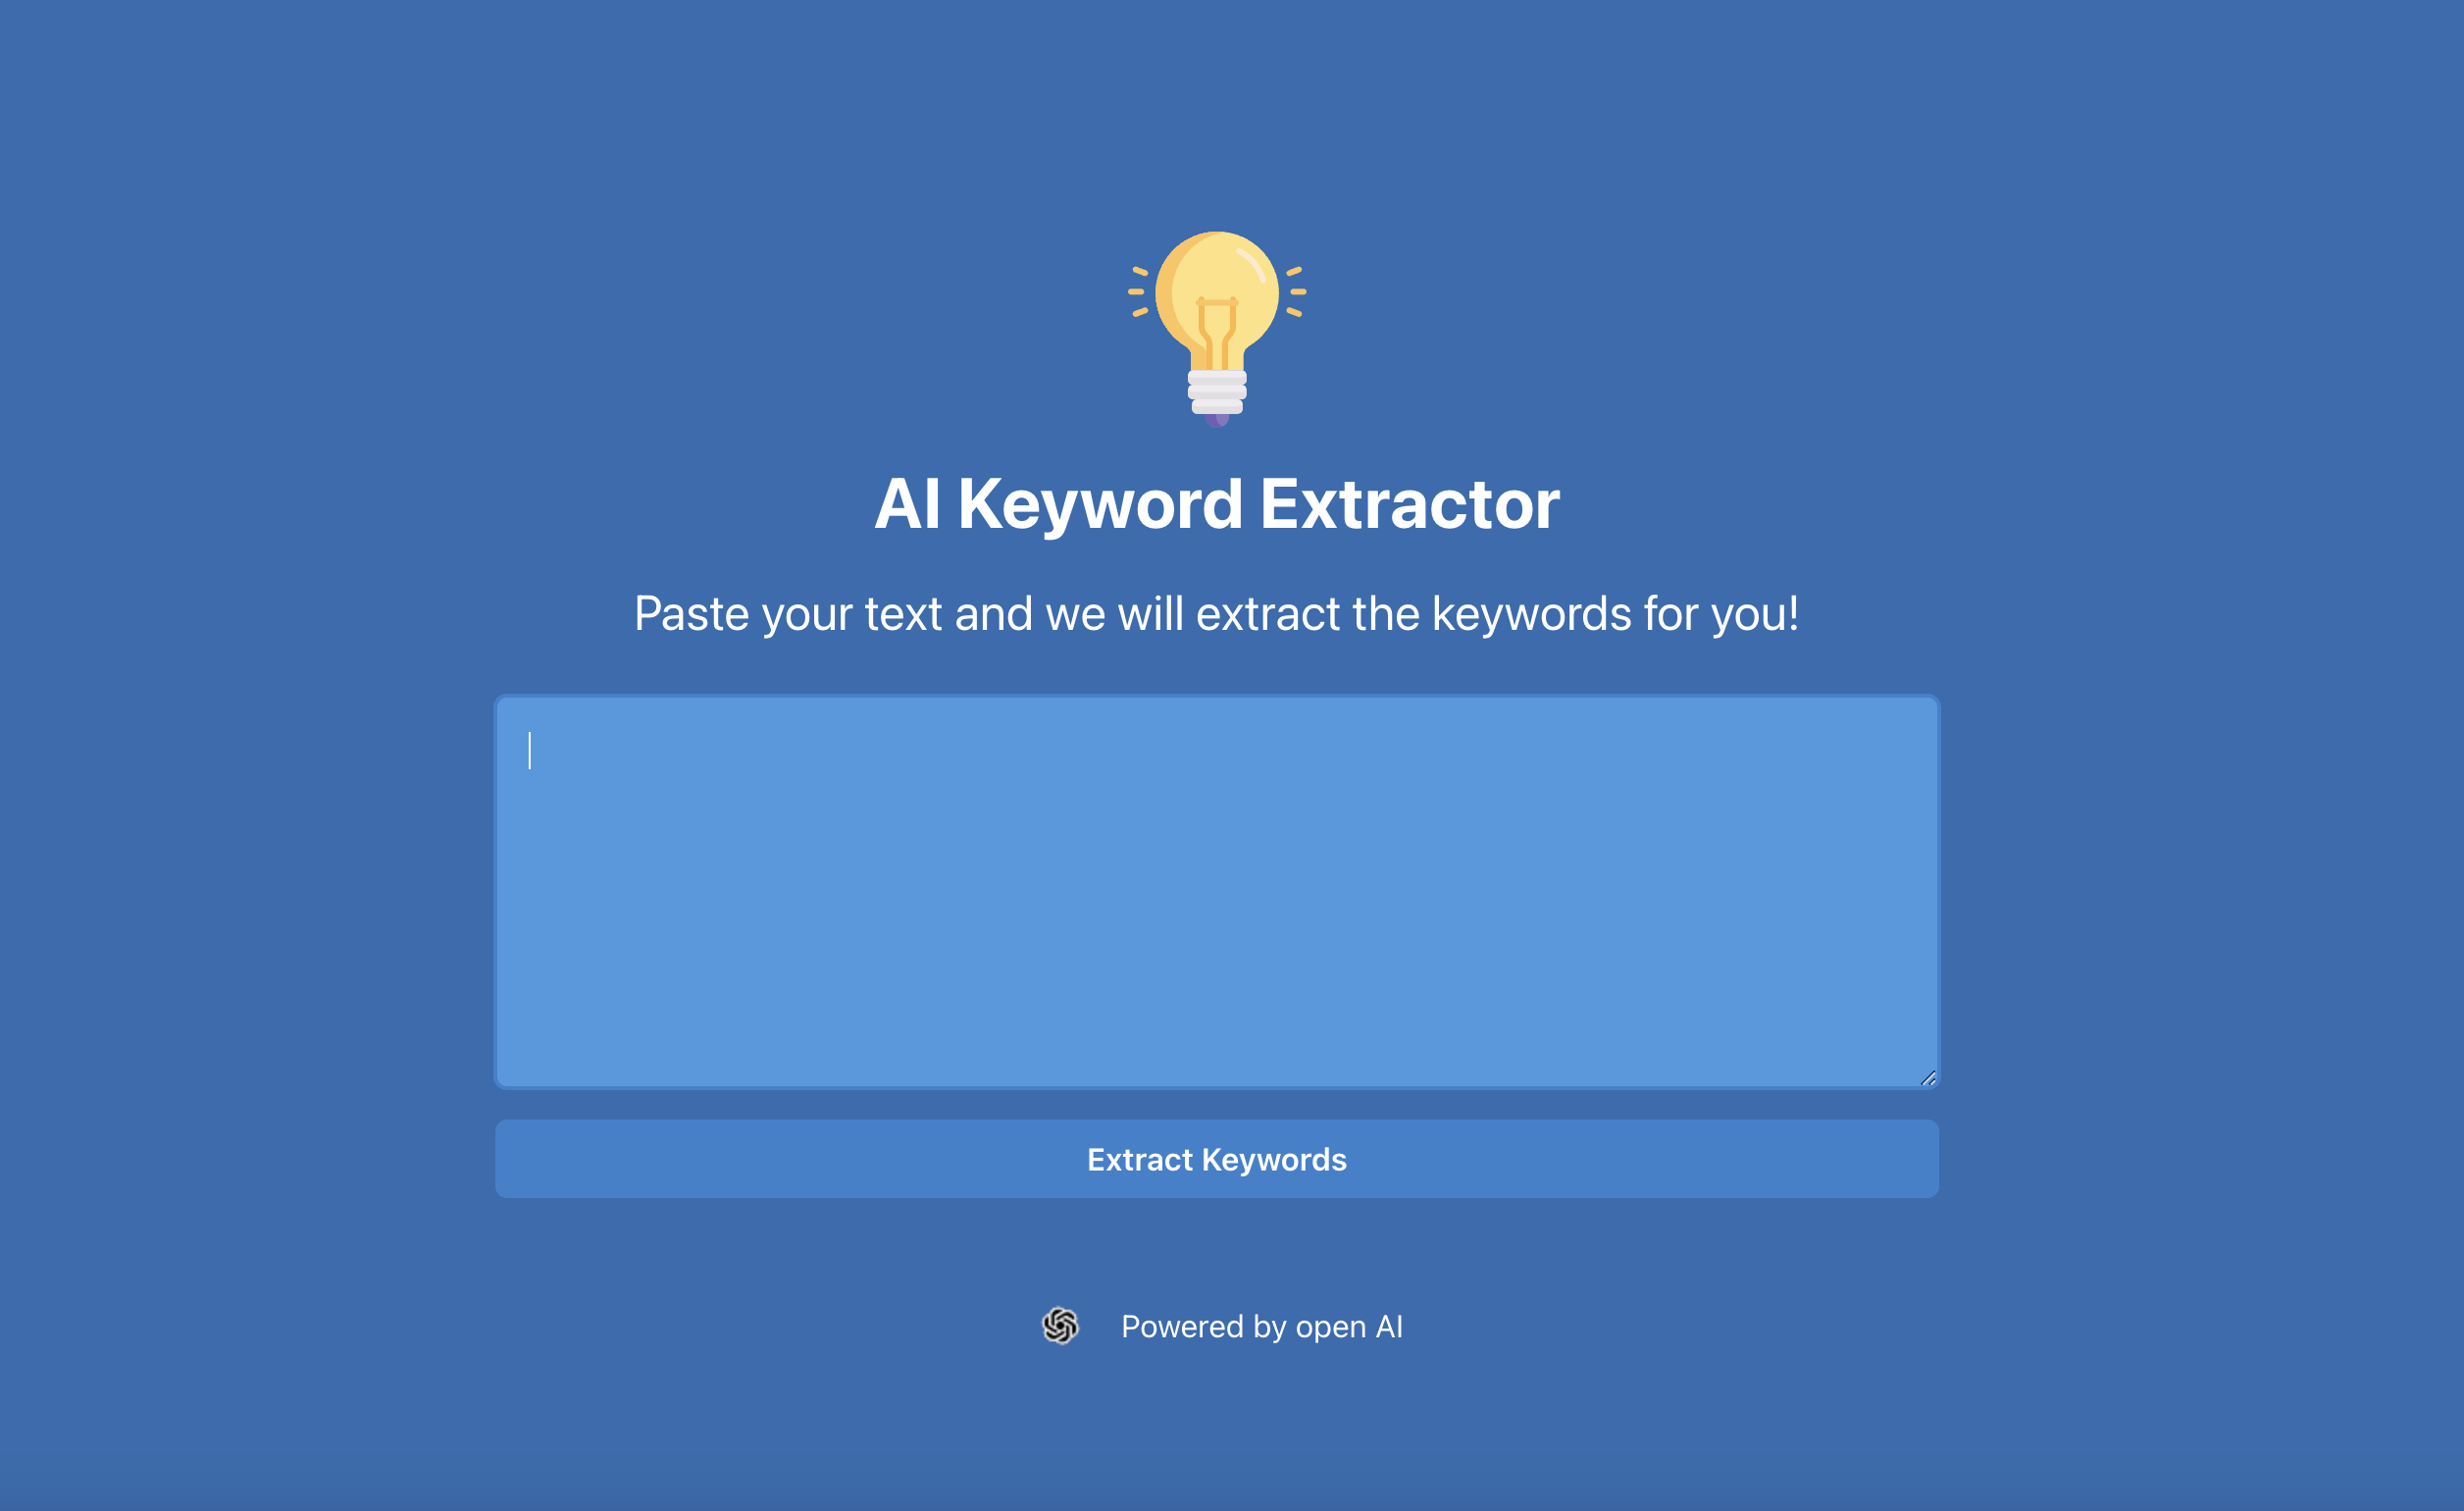 AI Keyword Extractor
Paste your text and we will extract the keywords for you!
Extract Keywords
Powered by open AI